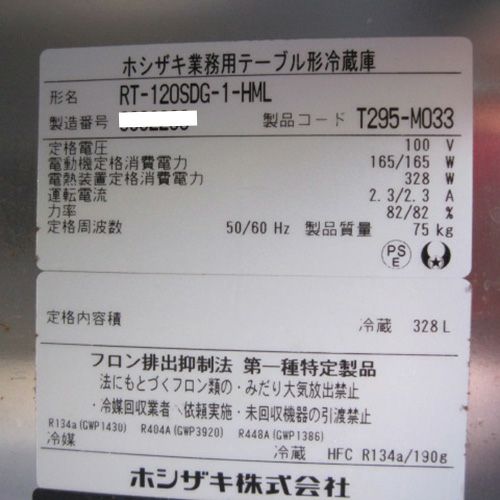 ホシザキ業務用テーブル形冷蔵庫
形名 RT-120SDG-1-HML
製造番号 製品コード T295-M033
定格電圧 100 V
電動機定格消費電力 165/165 W
電熱装置定格消費電力 328 W
運転電流 2.3/2.3 A
力率 82/82 %
定格周波数 50/60 Hz 製品質量 75 kg
PS E
定格内容積 冷蔵 328 L
フロン排出抑制法 第一種特定製品
法にもとづくフロン類の・みだり大気放出禁止
・冷媒回収業者へ依頼実施・未回収機器の引渡禁止
R134a(GWP1430) R404A(GWP3920) R448A(GWP1386)
冷媒 冷蔵 HFC R134a/190g
ホシザキ株式会社